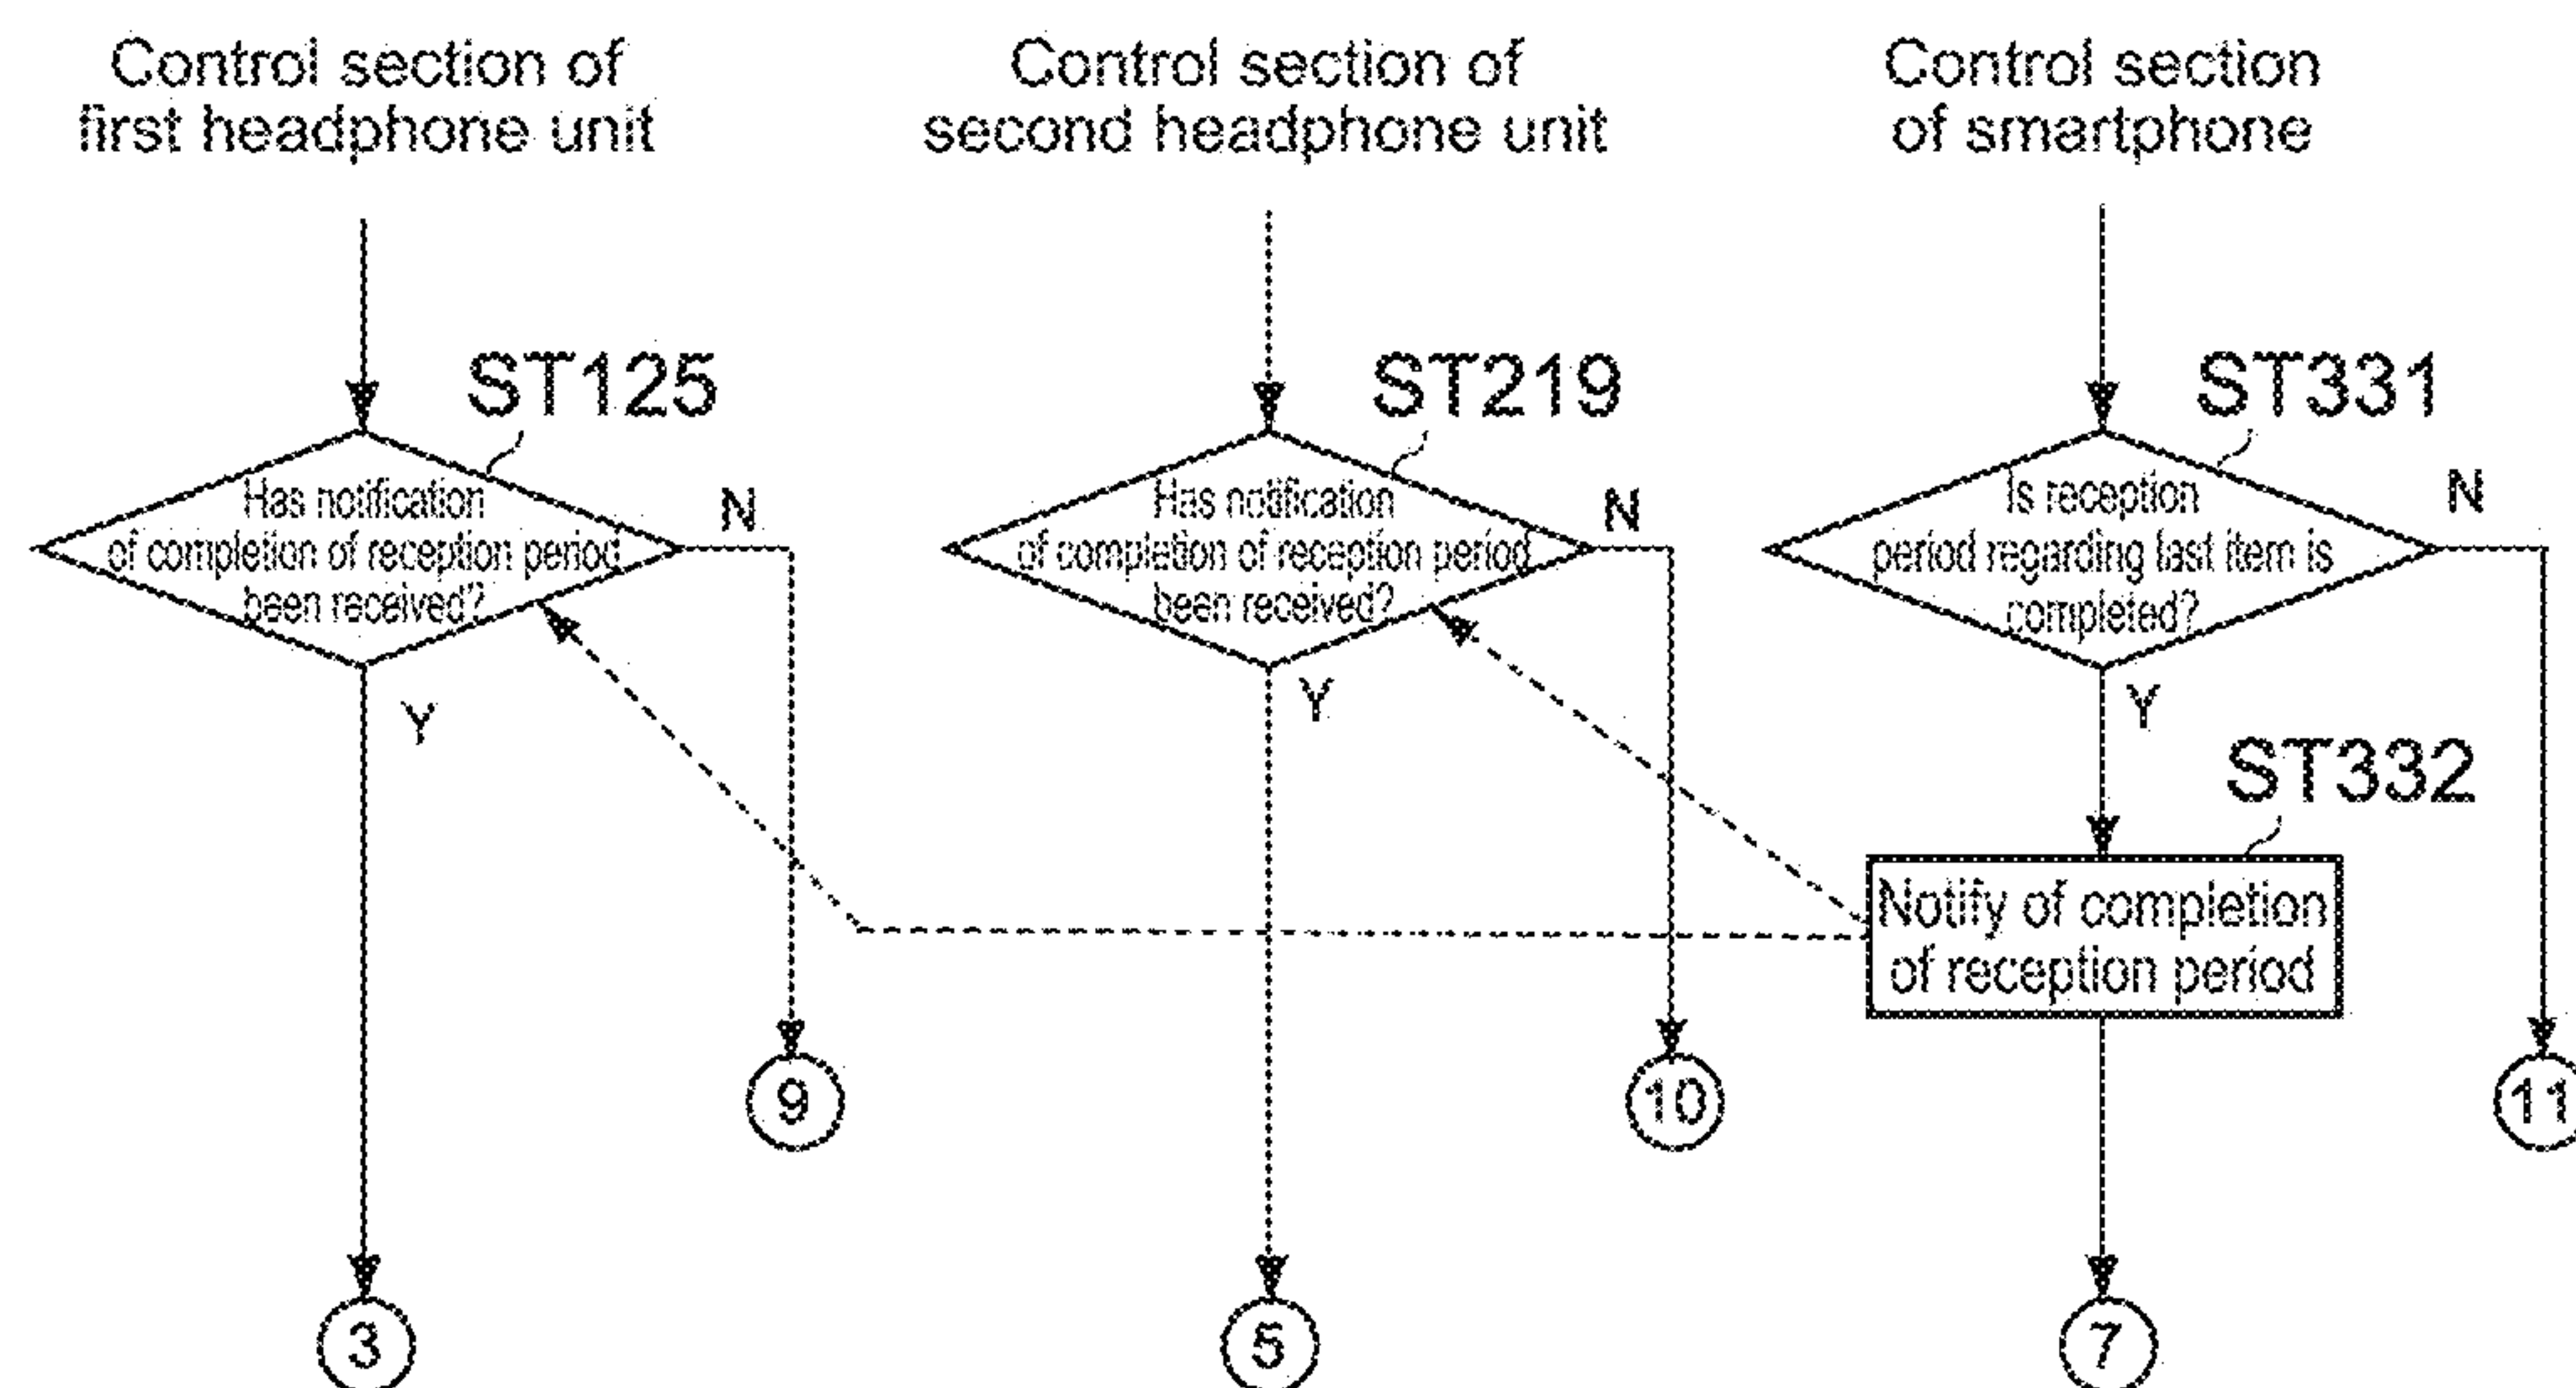 Control section of
first headphone unit
Control section of
second headphone unit
Control section
of smartphone
ST125
ST219
ST331
Has notification
of completion of reception period
been received?
N
Has notification
of completion of reception period
been received?
N
Is reception
period regarding last item is
completed?
N
Y
Y
Y
ST332
Notify of completion
of reception period
9
10
11
3
5
7